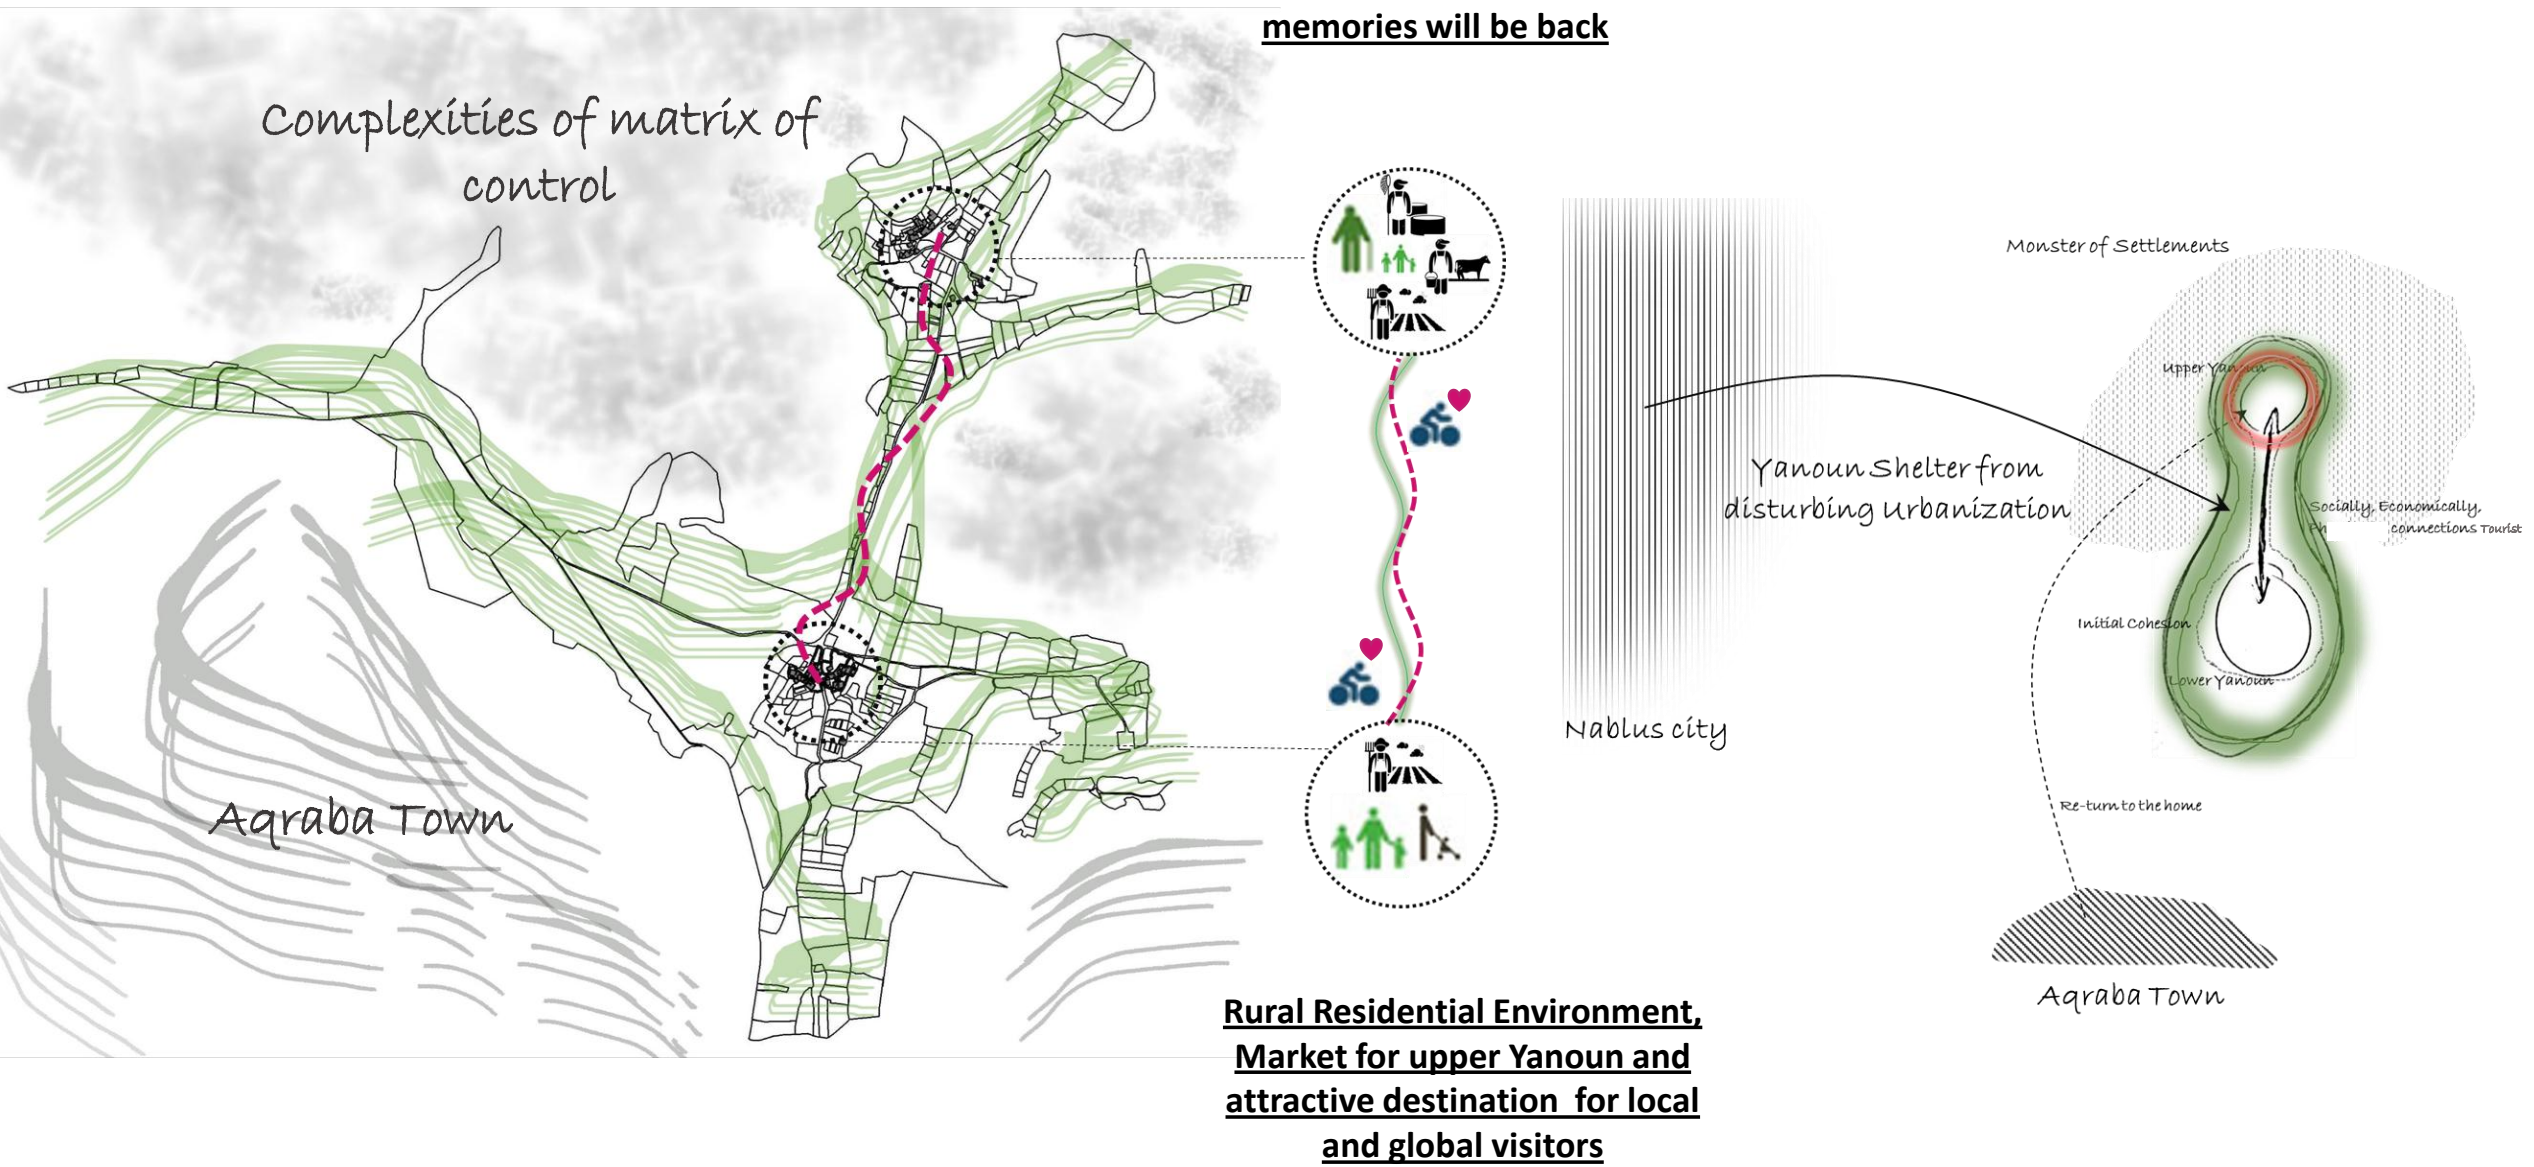 memories will be back
Complexities of matrix of
control
Monster of Settlements
Upper Yanoun
Yanoun Shelter from
disturbing Urbanization
Socially, Economically,
Ph connections Tourist
Initial Cohesion
Lower Yanoun
Nablus city
Re-turn to the home
Aqraba Town
Aqraba Town
Rural Residential Environment,
Market for upper Yanoun and
attractive destination for local
and global visitors